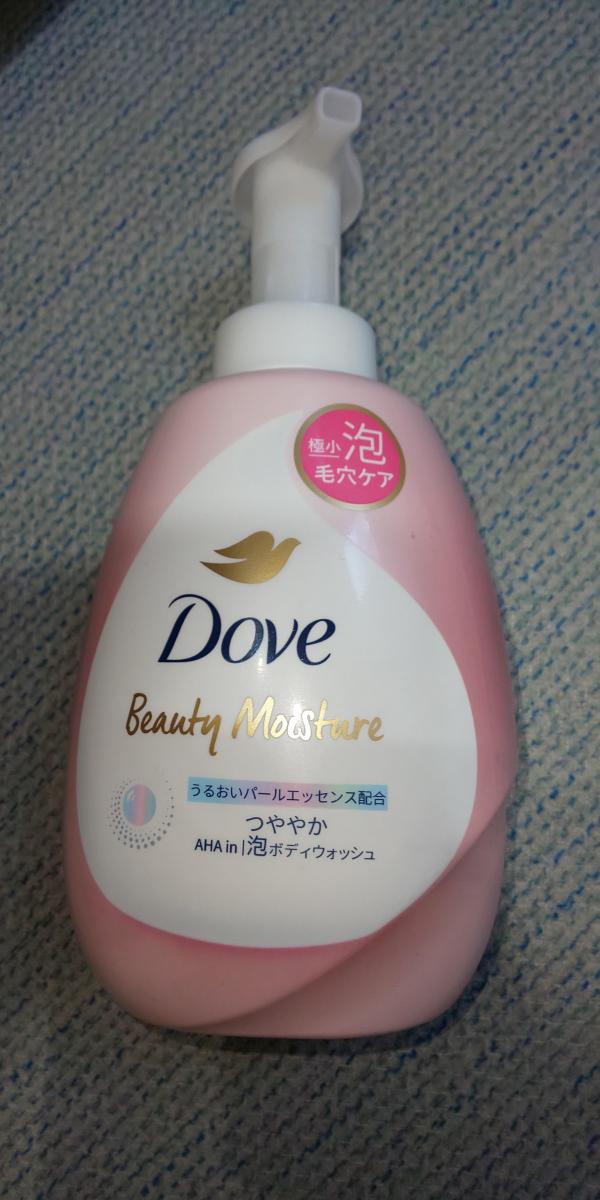 極小 泡
毛穴ケア
Dove
Beauty Moisture
うるおいパールエッセンス配合
つややか
AHA in | 泡ボディウォッシュ